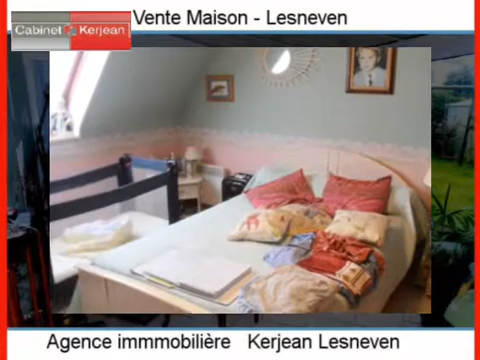 Vente Maison - Lesneven
Cabinet Kerjean
Agence immmobilière Kerjean Lesneven